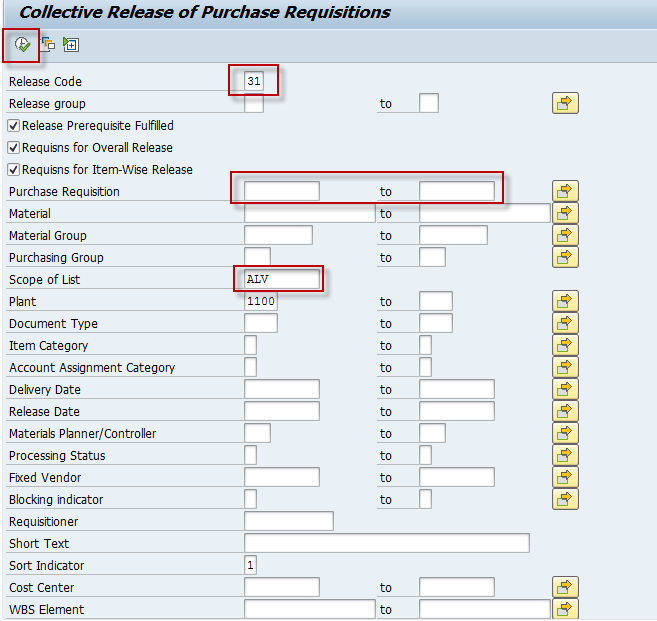 Collective Release of Purchase Requisitions
Release Code 31
Release group to
Release Prerequisite Fulfilled
Requisns for Overall Release
Requisns for Item-Wise Release
Purchase Requisition to
Material to
Material Group to
Purchasing Group to
Scope of List ALV
Plant 1100 to
Document Type to
Item Category to
Account Assignment Category to
Delivery Date to
Release Date to
Materials Planner/Controller to
Processing Status to
Fixed Vendor to
Blocking indicator to
Requisitioner
Short Text
Sort Indicator 1
Cost Center to
WBS Element to